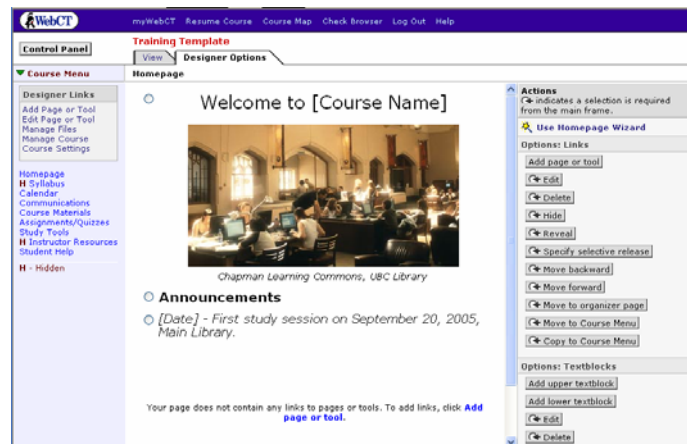 WebCT
myWebCT Resume Course Course Map Check Browser Log Out Help
Control Panel
Training Template
View
Designer Options
Course Menu
Homepage
Designer Links
Add Page or Tool
Edit Page or Tool
Manage Files
Manage Course
Course Settings
Homepage
H Syllabus
Calendar
Communications
Course Materials
Assignments/Quizzes
Study Tools
H Instructor Resources
Student Help
H - Hidden
Welcome to [Course Name]
Chapman Learning Commons, UBC Library
Announcements
[Date] - First study session on September 20, 2005,
Main Library.
Your page does not contain any links to pages or tools. To add links, click Add
page or tool.
Actions
indicates a selection is required
from the main frame.
Use Homepage Wizard
Options: Links
Add page or tool
Edit
Delete
Hide
Reveal
Specify selective release
Move backward
Move forward
Move to organizer page
Move to Course Menu
Copy to Course Menu
Options: Textblocks
Add upper textblock
Add lower textblock
Edit
Delete